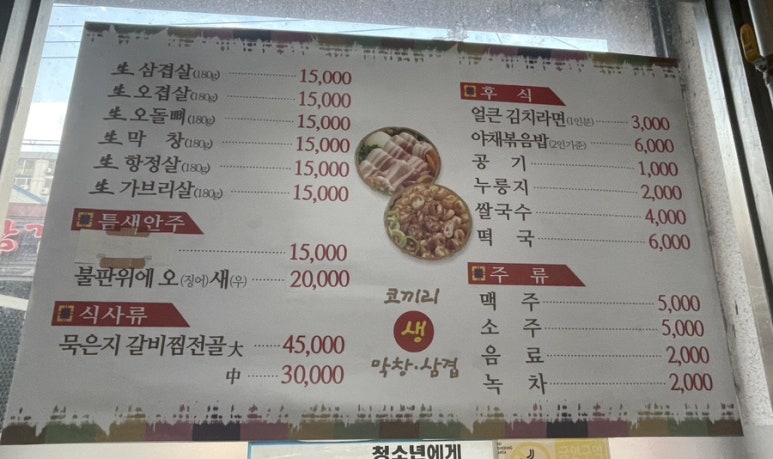 生 삼겹살(180g) 15,000
生 오겹살(180g) 15,000
生 오돌뼈(180g) 15,000
生 막 창(180g) 15,000
生 항정살(180g) 15,000
生 가브리살(180g) 15,000
틈새안주
15,000
불판위에 오(징어)새(우) 20,000
식사류
묵은지 갈비찜전골 大 45,000
中 30,000
후 식
얼큰 김치라면(1인분) 3,000
야채볶음밥(2인기준) 6,000
공 기 1,000
누룽지 2,000
쌀국수 4,000
떡 국 6,000
주 류
맥 주 5,000
소 주 5,000
음 료 2,000
녹 차 2,000
코끼리
생
막창·삼겹
청소년에게